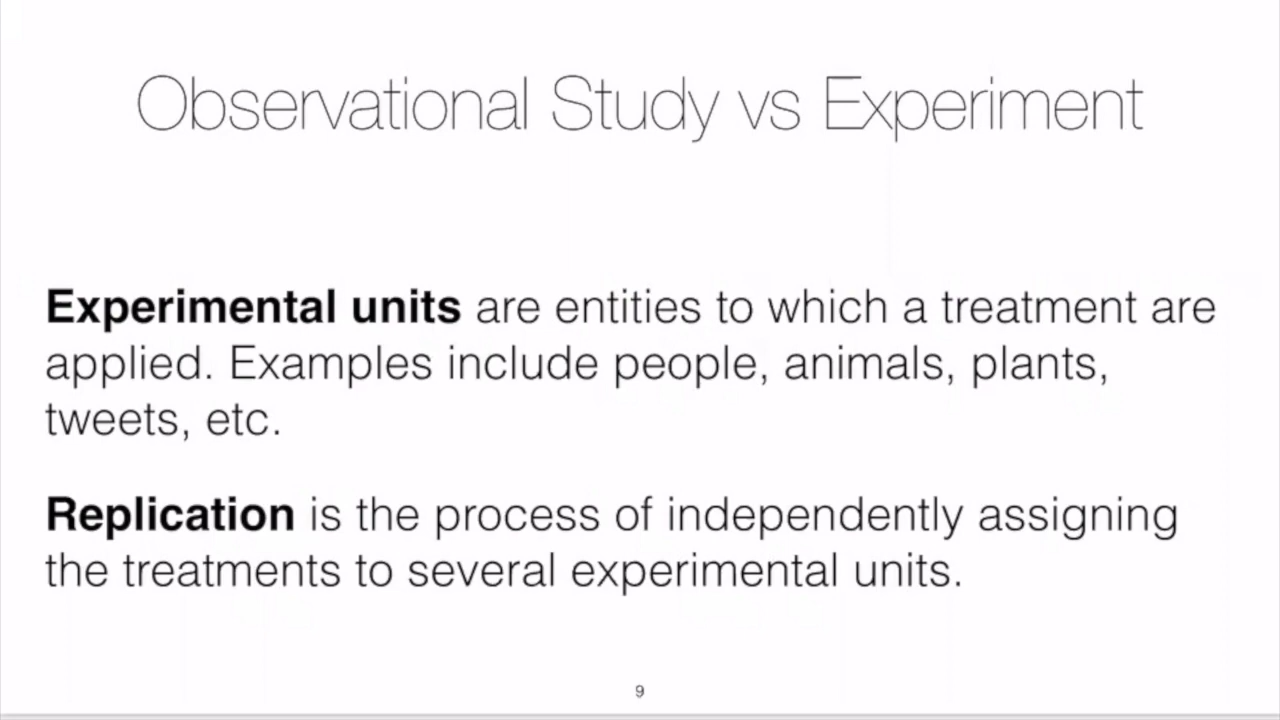 Observational Study vs Experiment
Experimental units are entities to which a treatment are
applied. Examples include people, animals, plants,
tweets, etc.
Replication is the process of independently assigning
the treatments to several experimental units.
9